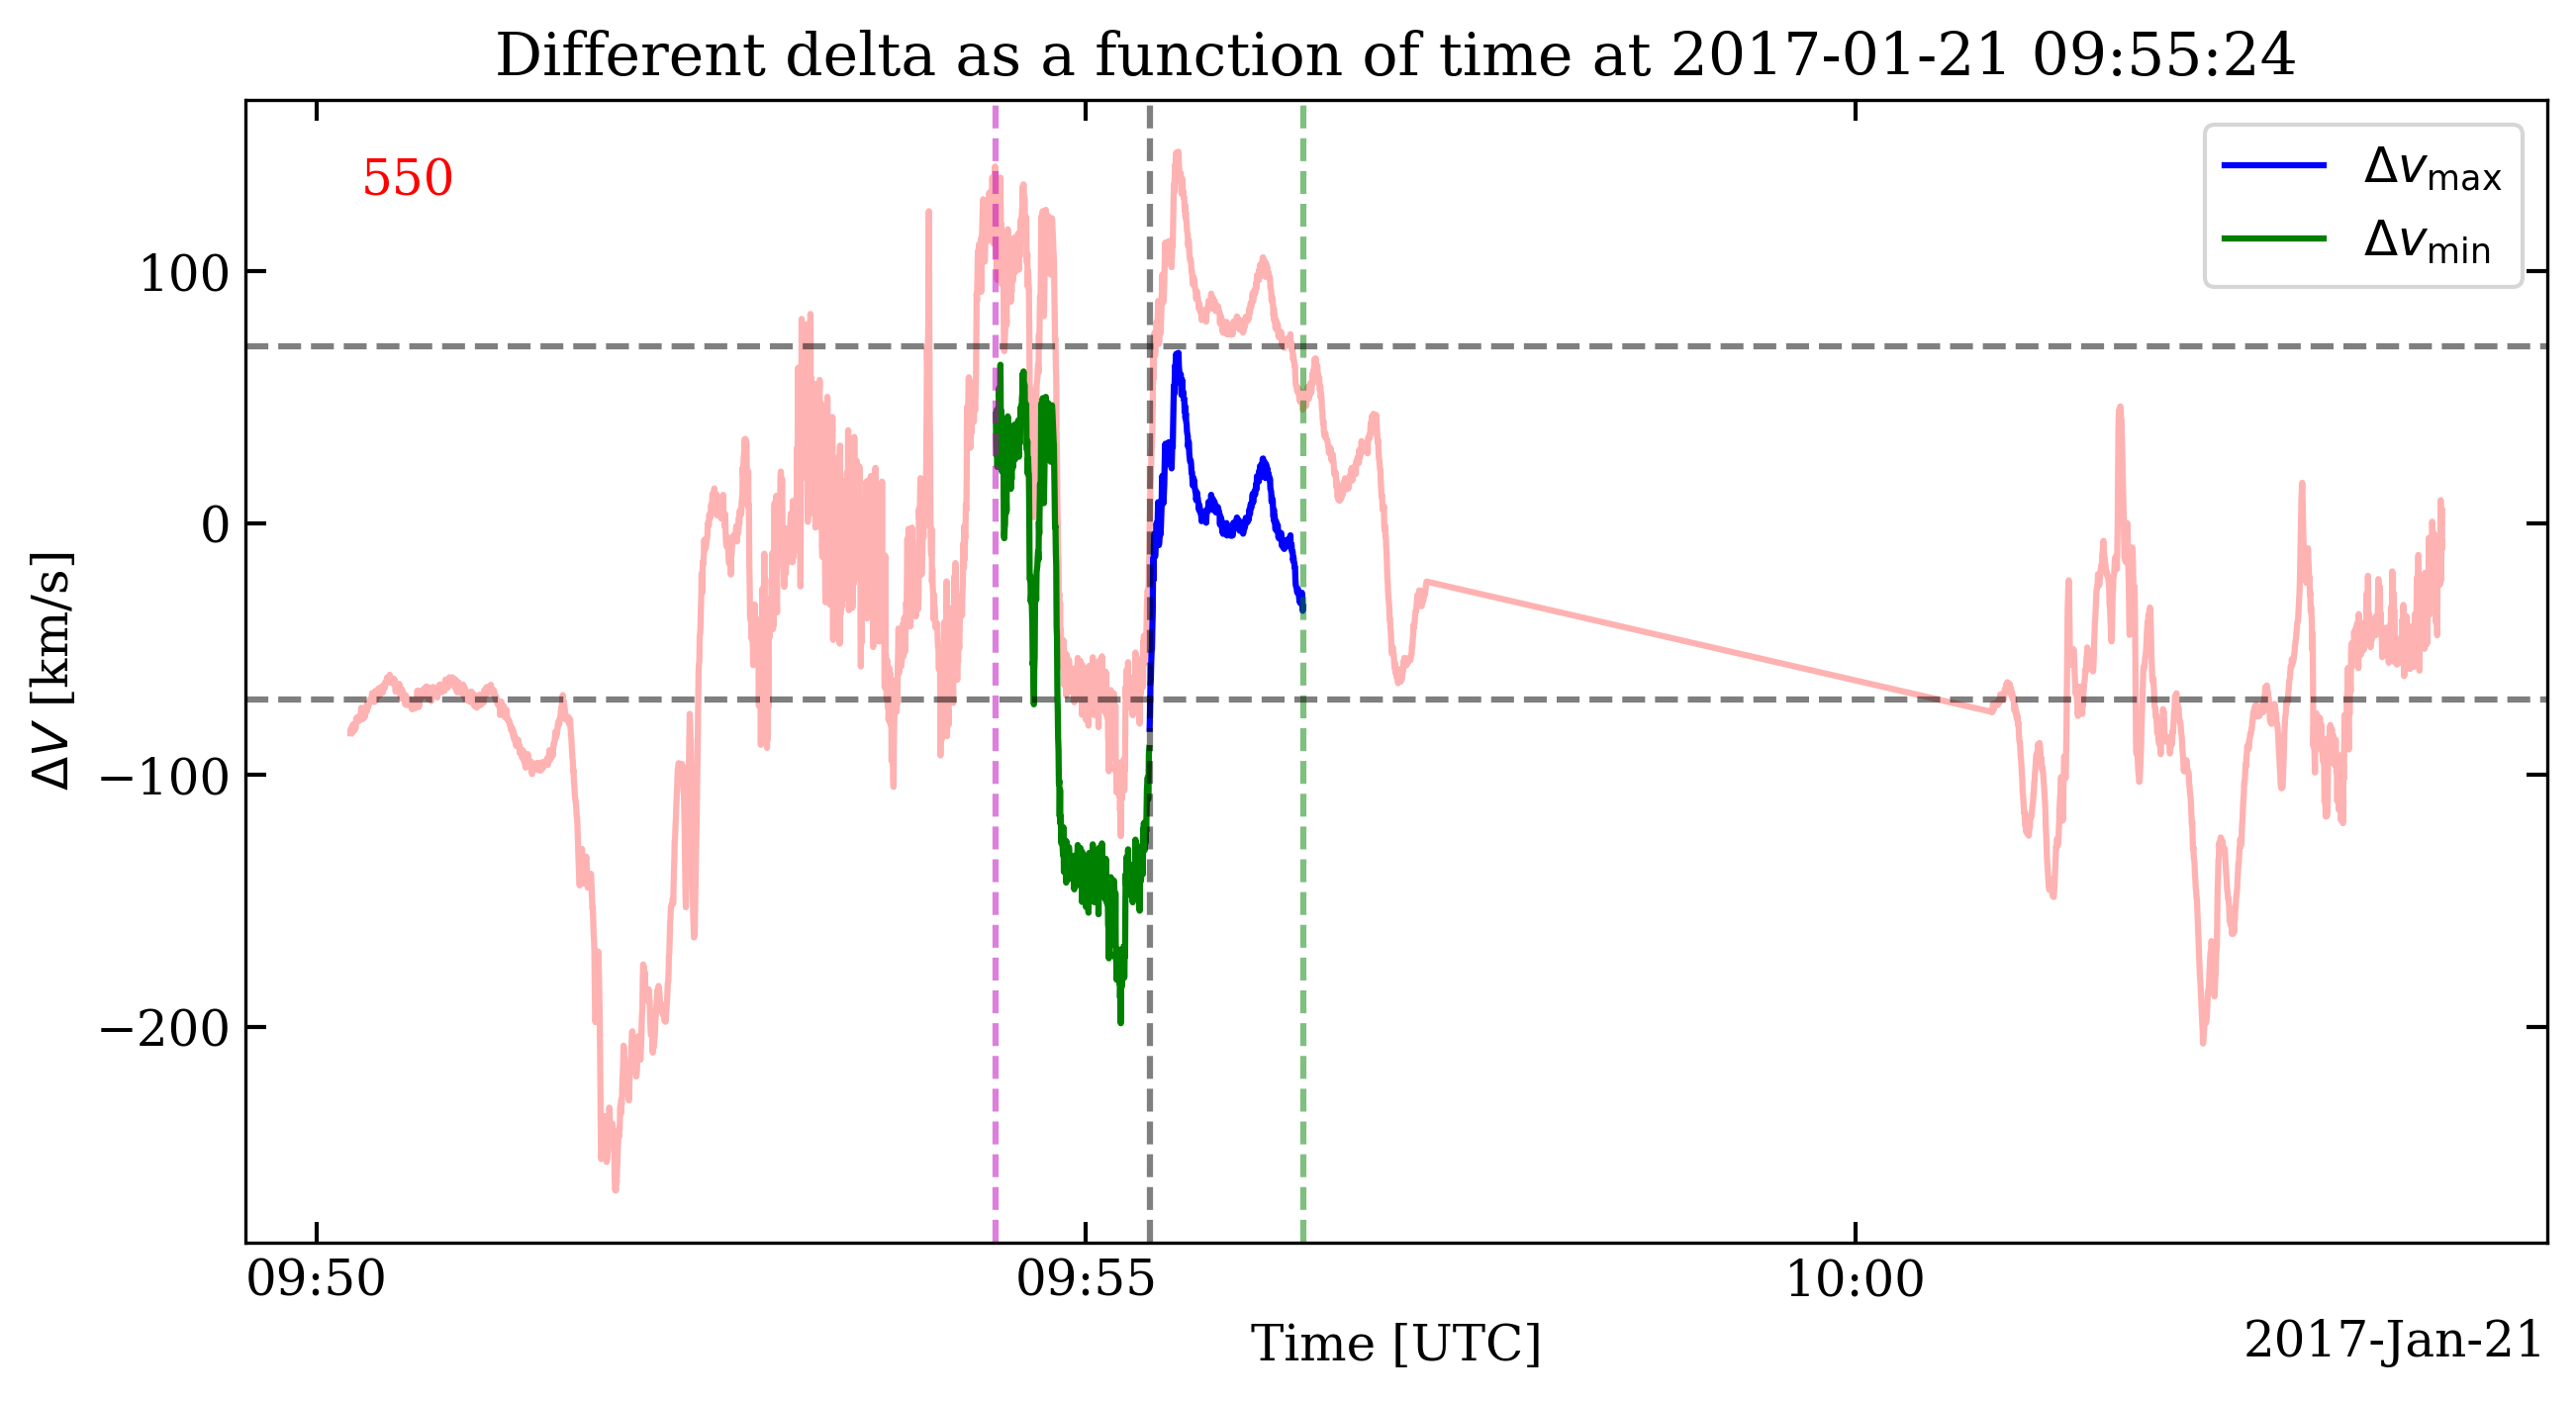 Different delta as a function of time at 2017-01-21 09:55:24
550
Δv_max
Δv_min
100
0
−100
−200
ΔV [km/s]
09:50
09:55
10:00
Time [UTC]
2017-Jan-21